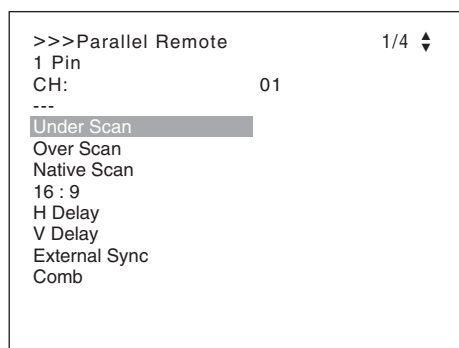 >>>Parallel Remote 1/4
1 Pin
CH: 01
---
Under Scan
Over Scan
Native Scan
16 : 9
H Delay
V Delay
External Sync
Comb